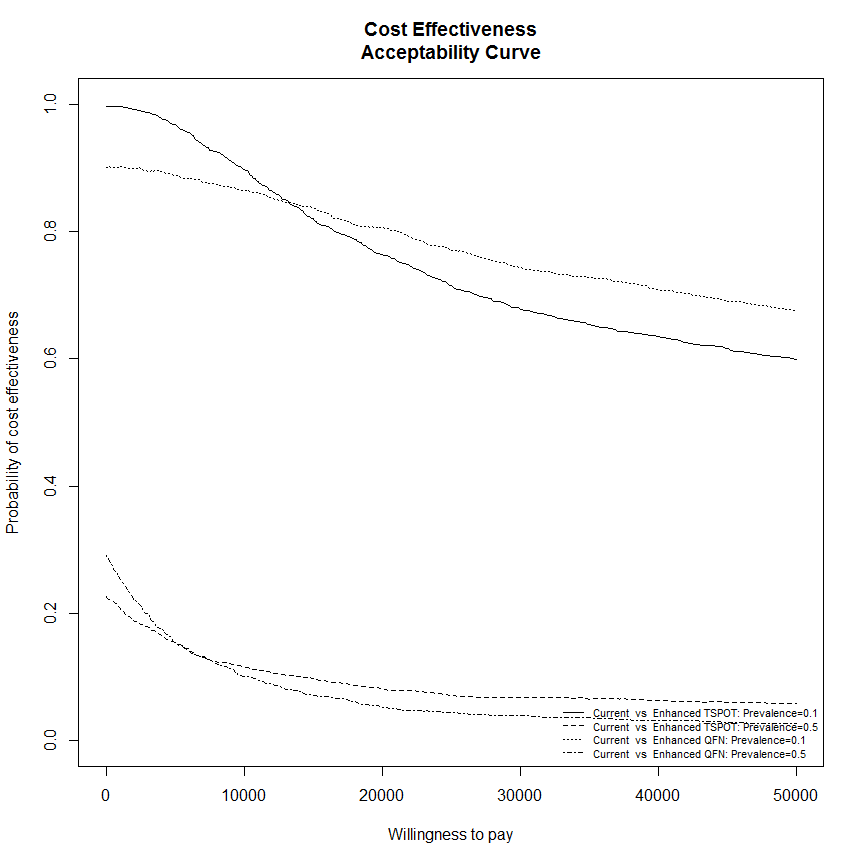 Cost Effectiveness
Acceptability Curve
Probability of cost effectiveness
1.0
0.8
0.6
0.4
0.2
0.0
Current vs Enhanced TSPOT: Prevalence=0.1
Current vs Enhanced TSPOT: Prevalence=0.5
Current vs Enhanced QFN: Prevalence=0.1
Current vs Enhanced QFN: Prevalence=0.5
0 10000 20000 30000 40000 50000
Willingness to pay